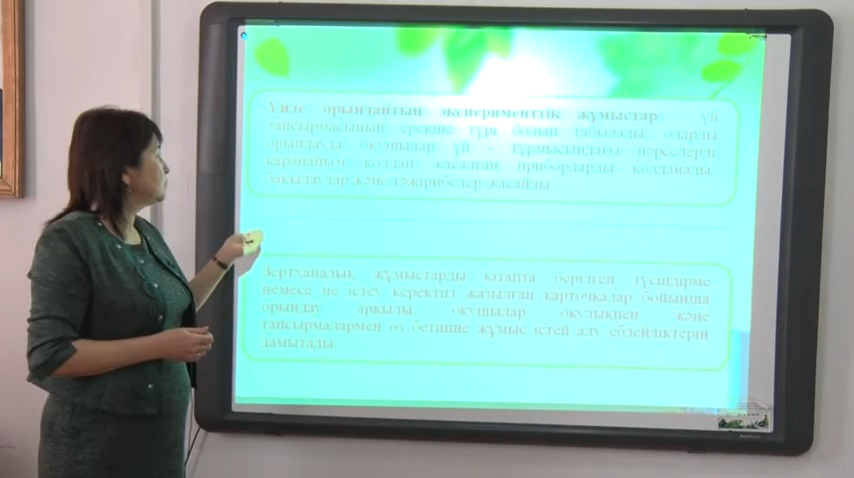 Үйде орындайтын эксперименттік жұмыстар – үй
тапсырмасының ерекше түрі болып табылады, оларды
орындауда оқушылар үй - тұрмысындағы нәрселерді
қарапайым қолдан жасалған приборларды қолданады,
бақылаулар және тәжірибелер жасайды.
Зертханалық жұмыстарды кітапта берілген түсіндірме
немесе не істеу керектігі жазылған карточкалар бойынша
орындау арқылы, оқушылар оқулықпен және
тапсырмалармен өз бетінше жұмыс істей алу ебдейліктерін
дамытады.